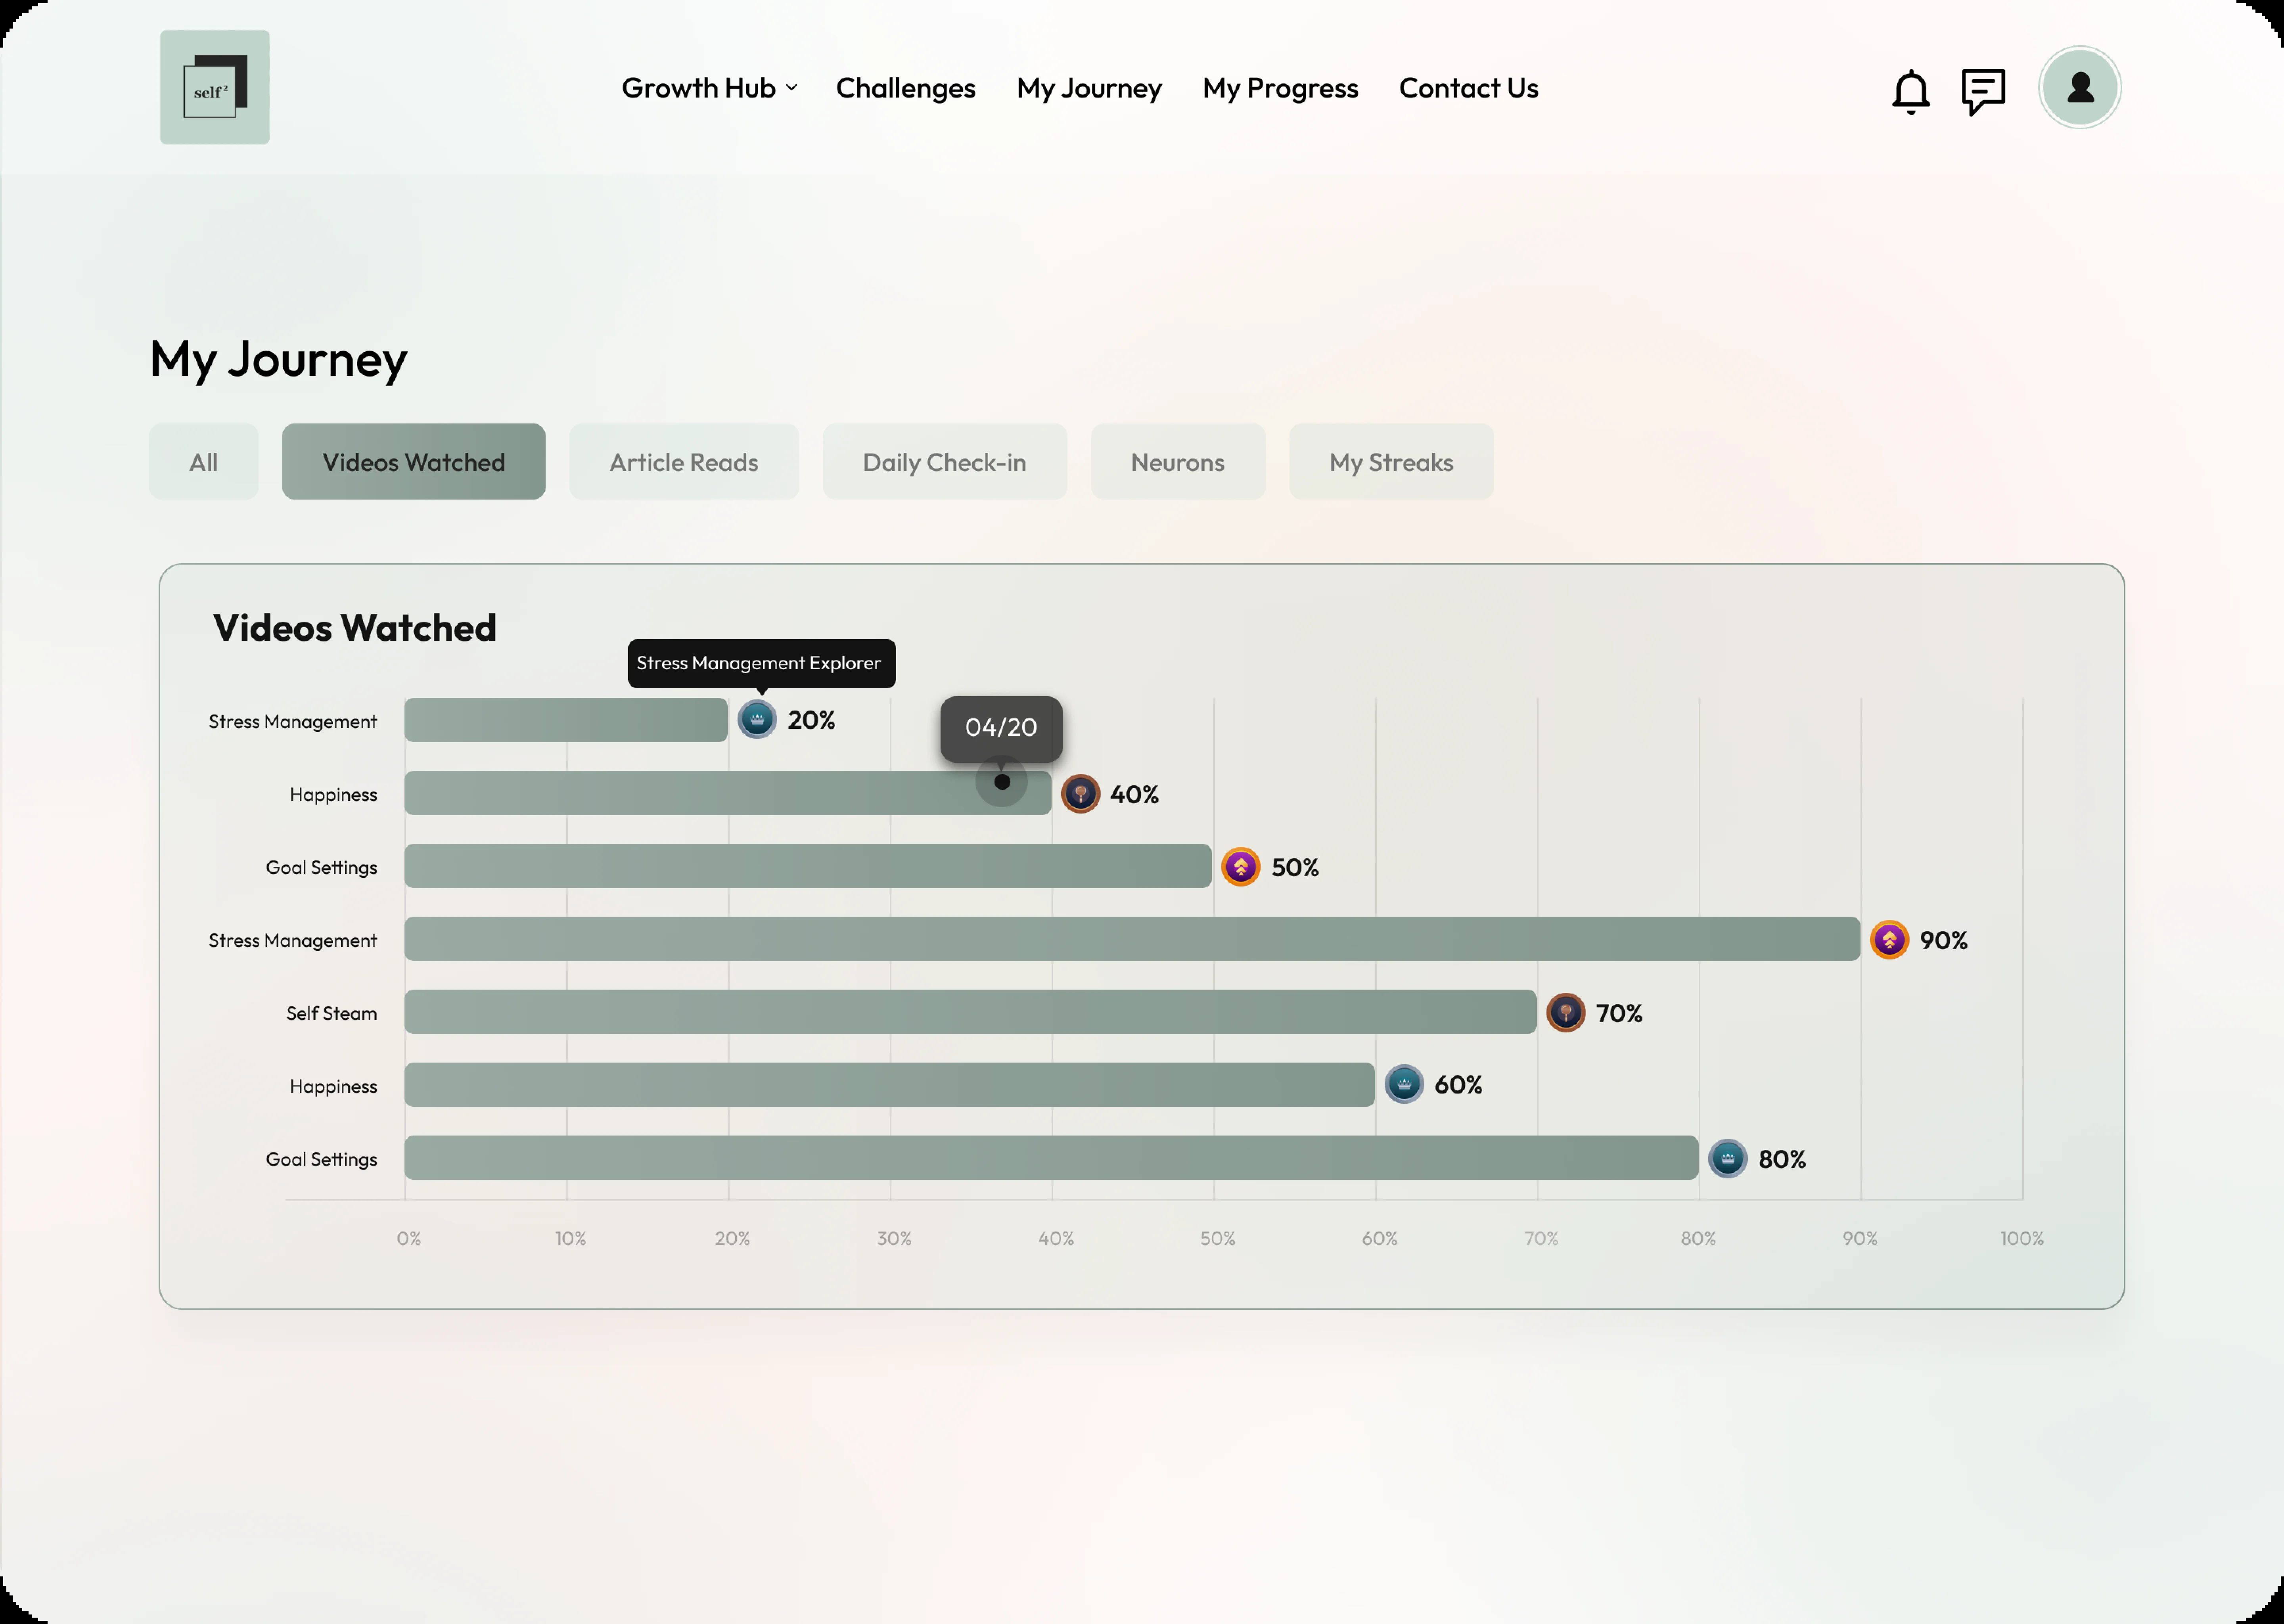 self²
Growth Hub Challenges My Journey My Progress Contact Us
My Journey
All Videos Watched Article Reads Daily Check-in Neurons My Streaks
Videos Watched
Stress Management Explorer
Stress Management 20%
04/20
Happiness 40%
Goal Settings 50%
Stress Management 90%
Self Steam 70%
Happiness 60%
Goal Settings 80%
0% 10% 20% 30% 40% 50% 60% 70% 80% 90% 100%